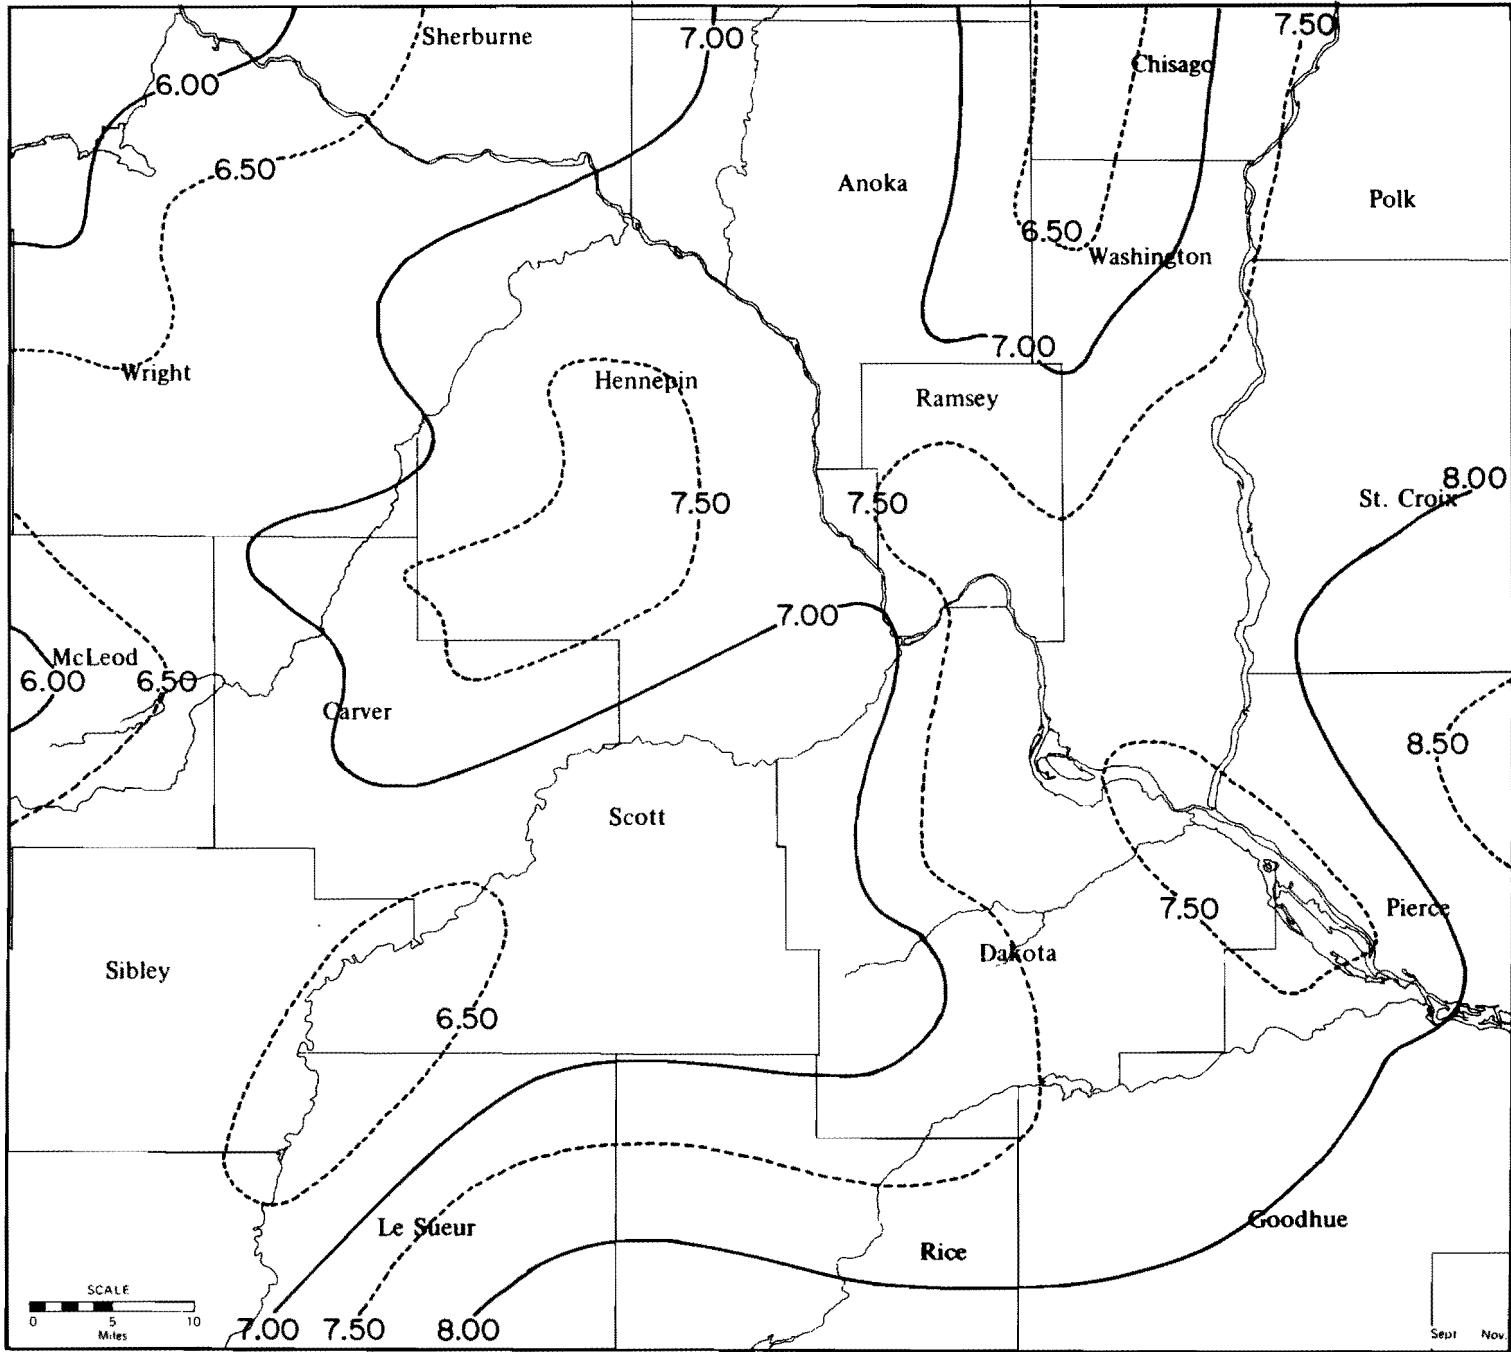 7.50
Sherburne
7.00
Chisago
6.00
6.50
Anoka
Polk
6.50
Washington
7.00
Wright
Hennepin
Ramsey
8.00
St. Croix
7.50
7.50
7.00
McLeod
6.00
6.50
Carver
8.50
Scott
7.50
Pierce
Dakota
Sibley
6.50
Goodhue
Le Sueur
Rice
SCALE
0 5 10
Miles
7.00 7.50 8.00
Sept Nov.